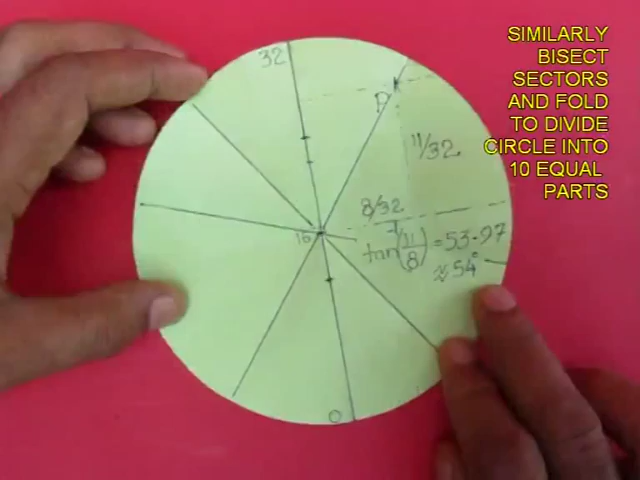 SIMILARLY
BISECT
SECTORS
AND FOLD
TO DIVIDE
CIRCLE INTO
10 EQUAL
PARTS
32
P
11/32
8/32
16
tan⁻¹(11/8) = 53.97
≈ 54°
0